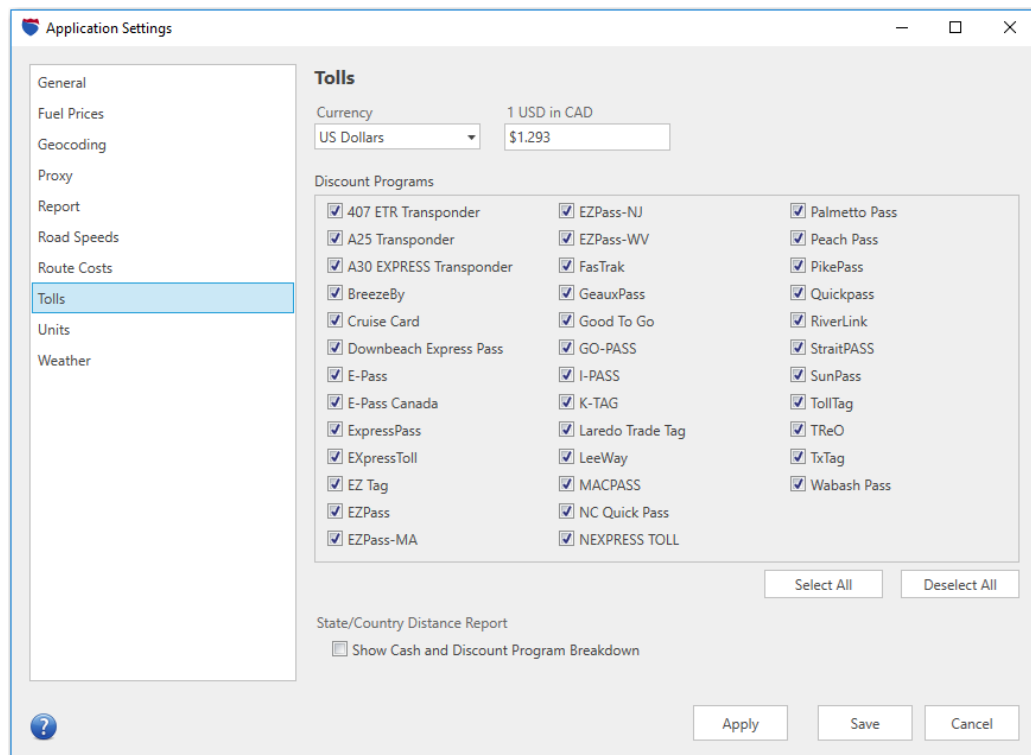 Application Settings
General
Fuel Prices
Geocoding
Proxy
Report
Road Speeds
Route Costs
Tolls
Units
Weather
Tolls
Currency
1 USD in CAD
US Dollars
$1.293
Discount Programs
407 ETR Transponder
A25 Transponder
A30 EXPRESS Transponder
BreezeBy
Cruise Card
Downbeach Express Pass
E-Pass
E-Pass Canada
ExpressPass
EXpressToll
EZ Tag
EZPass
EZPass-MA
EZPass-NJ
EZPass-WV
FasTrak
GeauxPass
Good To Go
GO-PASS
I-PASS
K-TAG
Laredo Trade Tag
LeeWay
MACPASS
NC Quick Pass
NEXPRESS TOLL
Palmetto Pass
Peach Pass
PikePass
Quickpass
RiverLink
StraitPASS
SunPass
TollTag
TReO
TxTag
Wabash Pass
Select All
Deselect All
State/Country Distance Report
Show Cash and Discount Program Breakdown
?
Apply
Save
Cancel